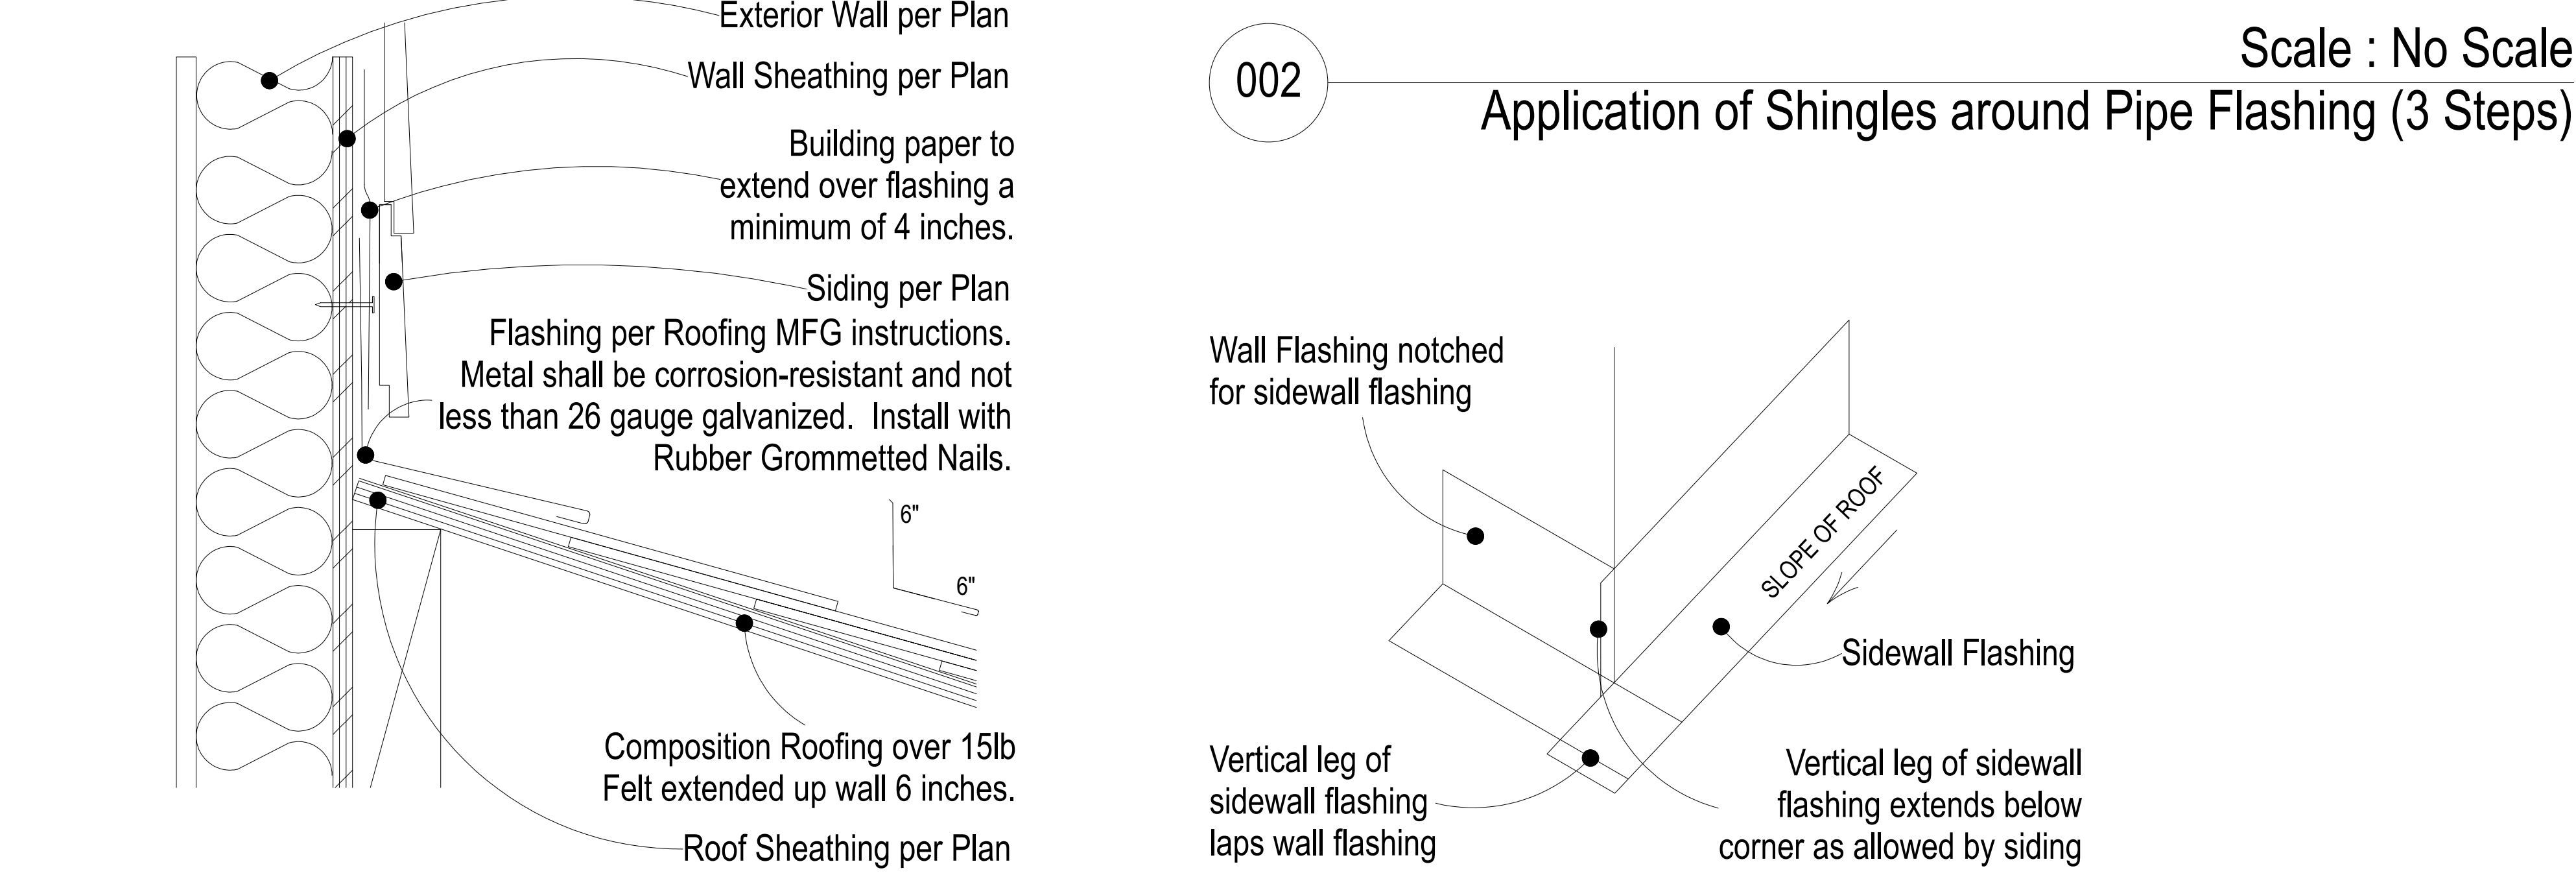 Exterior Wall per Plan
Wall Sheathing per Plan
Building paper to
extend over flashing a
minimum of 4 inches.
Siding per Plan
Flashing per Roofing MFG instructions.
Metal shall be corrosion-resistant and not
less than 26 gauge galvanized.  Install with
Rubber Grommetted Nails.
6"
6"
Composition Roofing over 15lb
Felt extended up wall 6 inches.
Roof Sheathing per Plan
002
Scale : No Scale
Application of Shingles around Pipe Flashing (3 Steps)
Wall Flashing notched
for sidewall flashing
SLOPE OF ROOF
Sidewall Flashing
Vertical leg of
sidewall flashing
laps wall flashing
Vertical leg of sidewall
flashing extends below
corner as allowed by siding